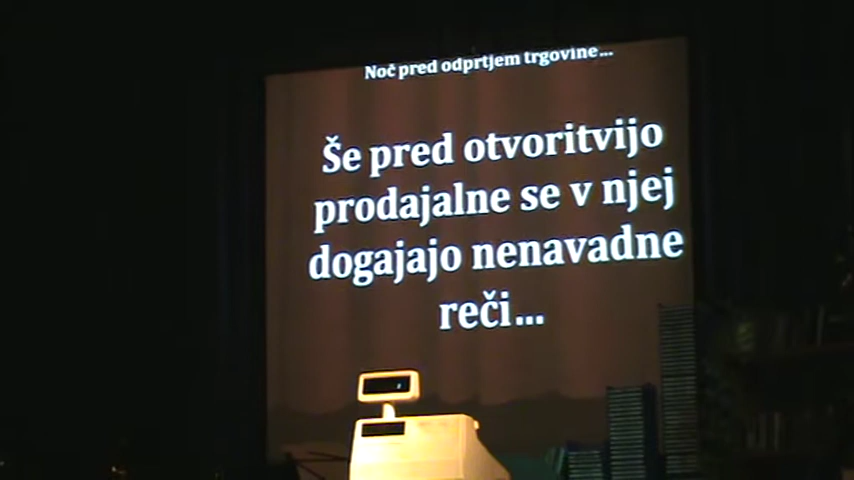 Noč pred odprtjem trgovine...
Še pred otvoritvijo
prodajalne se v njej
dogajajo nenavadne
reči...